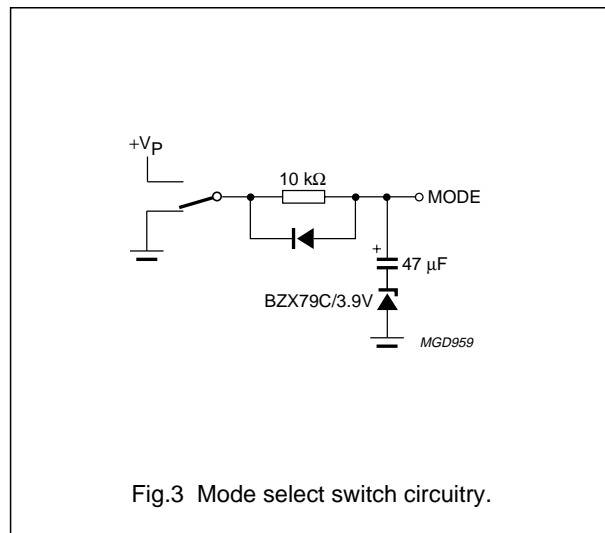 +VP
10 kΩ
MODE
+
47 μF
BZX79C/3.9V
MGD959
Fig.3 Mode select switch circuitry.